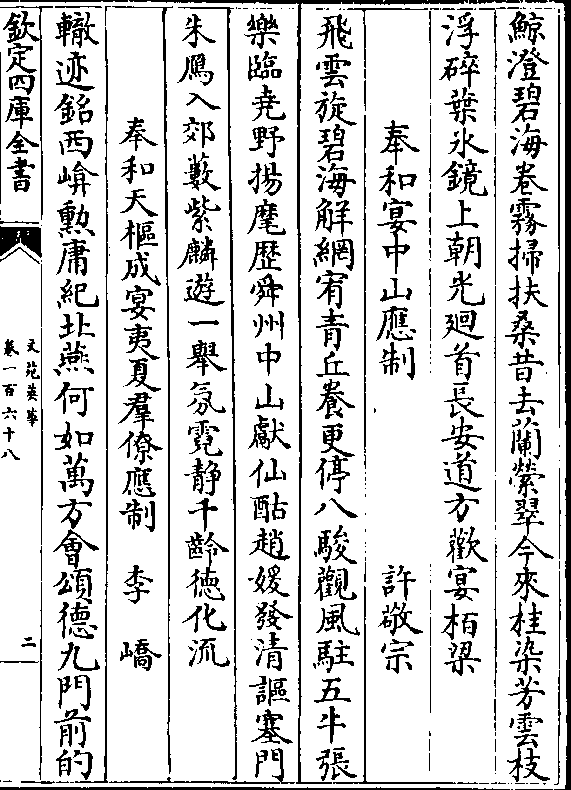 鯨澄碧海卷霧掃扶桑昔去蘭縈翠今來桂染芳雲枝
浮碎葉氷鏡上朝光廻首長安道方歡宴栢梁
奉和宴中山應制 許敬宗
飛雲旋碧海解網宥青丘養更停八駿觀風駐五牛張
樂臨堯野揚麾歴舜州中山獻仙酤趙媛發清謳塞門
朱鴈入郊藪紫麟遊一舉氛霓静千齡徳化流
奉和天樞成宴夷夏羣僚應制 李嶠
轍迹銘西崦勲庸紀北燕何如萬方會頌德九門前的
欽定四庫全書
文苑英華
卷一百六十八
二